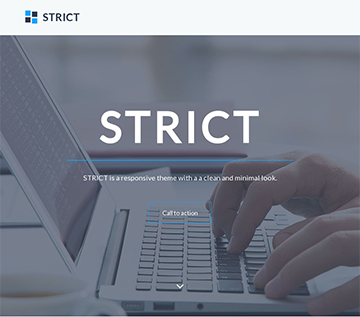 STRICT
STRICT
STRICT is a responsive theme with a a clean and minimal look.
Call to action